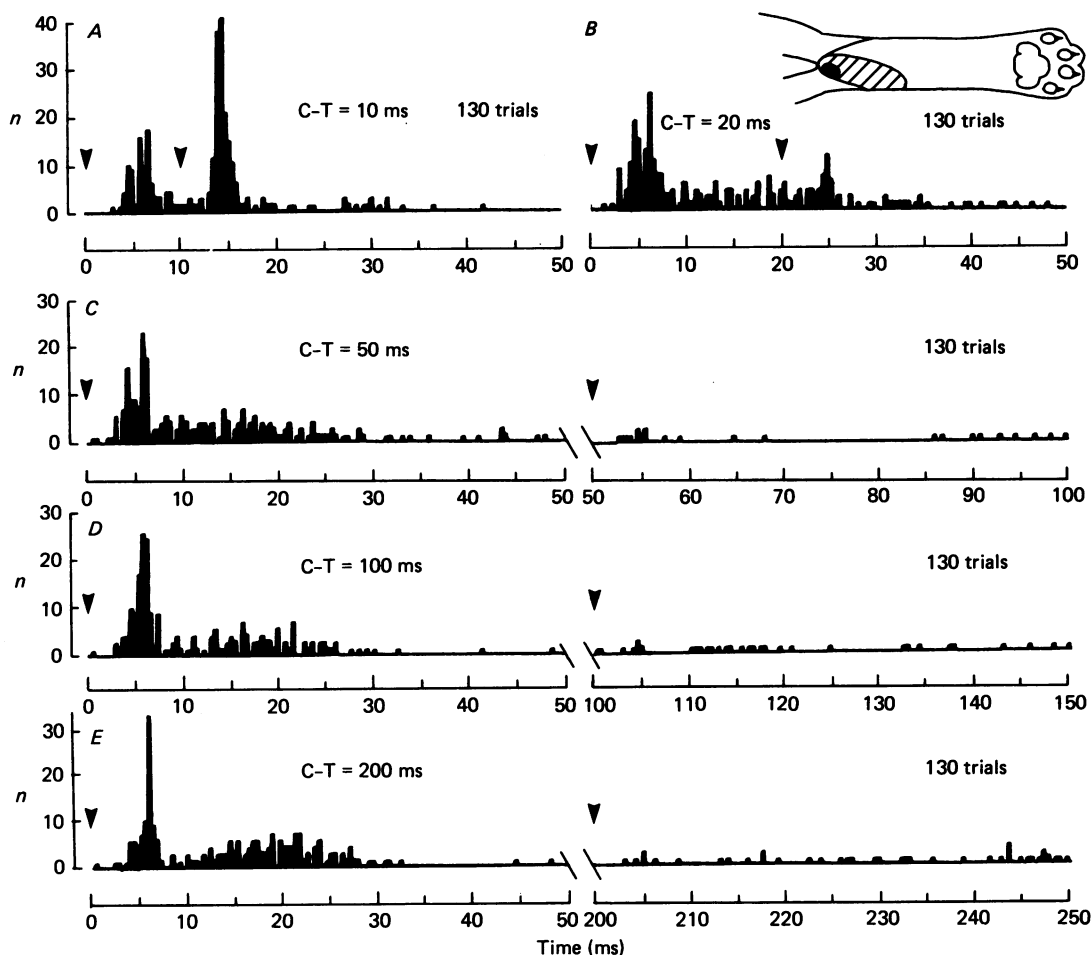 A
40
30
20
10
0
n
C–T = 10 ms 130 trials
0 10 20 30 40 50
B
C–T = 20 ms 130 trials
0 10 20 30 40 50
C
30
20
10
0
n
C–T = 50 ms 130 trials
0 10 20 30 40 50 50 60 70 80 90 100
D
30
20
10
0
n
C–T = 100 ms 130 trials
0 10 20 30 40 50 100 110 120 130 140 150
E
30
20
10
0
n
C–T = 200 ms 130 trials
0 10 20 30 40 50 200 210 220 230 240 250
Time (ms)